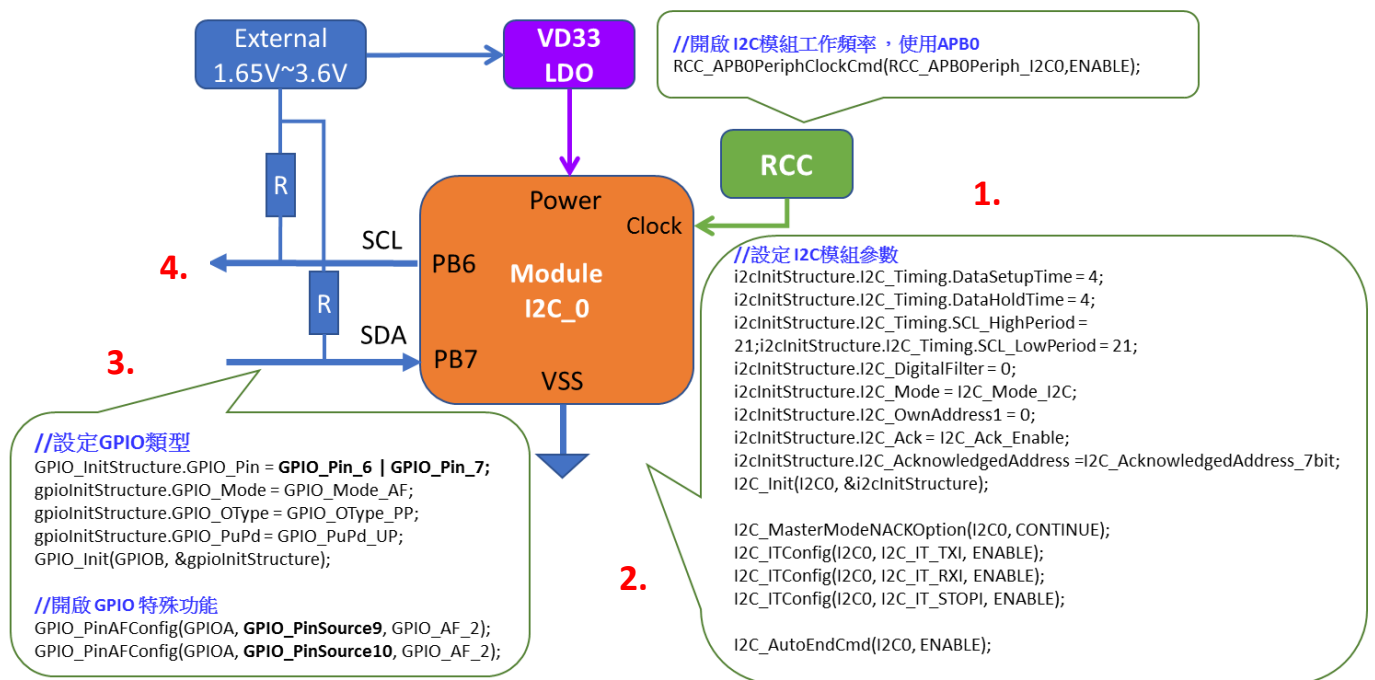 External
1.65V~3.6V
VD33
LDO
//開啟 I2C模組工作頻率，使用APB0
RCC_APB0PeriphClockCmd(RCC_APB0Periph_I2C0,ENABLE);
RCC
1.
R
Power
Clock
SCL
4.
PB6
Module
I2C_0
R
SDA
3.
PB7
VSS
//設定 I2C模組參數
i2cInitStructure.I2C_Timing.DataSetupTime = 4;
i2cInitStructure.I2C_Timing.DataHoldTime = 4;
i2cInitStructure.I2C_Timing.SCL_HighPeriod =
21;i2cInitStructure.I2C_Timing.SCL_LowPeriod = 21;
i2cInitStructure.I2C_DigitalFilter = 0;
i2cInitStructure.I2C_Mode = I2C_Mode_I2C;
i2cInitStructure.I2C_OwnAddress1 = 0;
i2cInitStructure.I2C_Ack = I2C_Ack_Enable;
i2cInitStructure.I2C_AcknowledgedAddress =I2C_AcknowledgedAddress_7bit;
I2C_Init(I2C0, &i2cInitStructure);
I2C_MasterModeNACKOption(I2C0, CONTINUE);
I2C_ITConfig(I2C0, I2C_IT_TXI, ENABLE);
I2C_ITConfig(I2C0, I2C_IT_RXI, ENABLE);
I2C_ITConfig(I2C0, I2C_IT_STOPI, ENABLE);
I2C_AutoEndCmd(I2C0, ENABLE);
2.
//設定GPIO類型
GPIO_InitStructure.GPIO_Pin = GPIO_Pin_6 | GPIO_Pin_7;
gpioInitStructure.GPIO_Mode = GPIO_Mode_AF;
gpioInitStructure.GPIO_OType = GPIO_OType_PP;
gpioInitStructure.GPIO_PuPd = GPIO_PuPd_UP;
GPIO_Init(GPIOB, &gpioInitStructure);
//開啟 GPIO 特殊功能
GPIO_PinAFConfig(GPIOA, GPIO_PinSource9, GPIO_AF_2);
GPIO_PinAFConfig(GPIOA, GPIO_PinSource10, GPIO_AF_2);